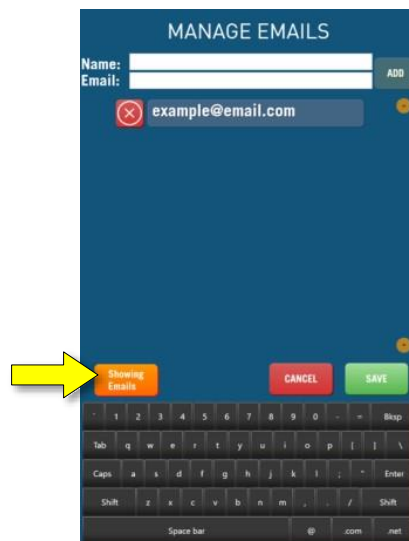 MANAGE EMAILS
Name:
Email:
ADD
example@email.com
Showing
Emails
CANCEL
SAVE
` 1 2 3 4 5 6 7 8 9 0 - = Bksp
Tab q w e r t y u i o p [ ] \
Caps a s d f g h j k l ; ' Enter
Shift z x c v b n m , . / Shift
Space bar @ .com .net